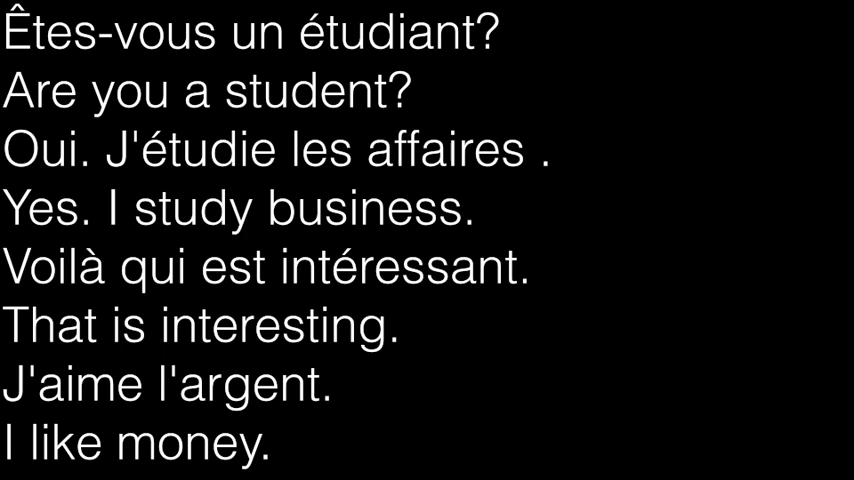 Êtes-vous un étudiant?
Are you a student?
Oui. J'étudie les affaires .
Yes. I study business.
Voilà qui est intéressant.
That is interesting.
J'aime l'argent.
I like money.